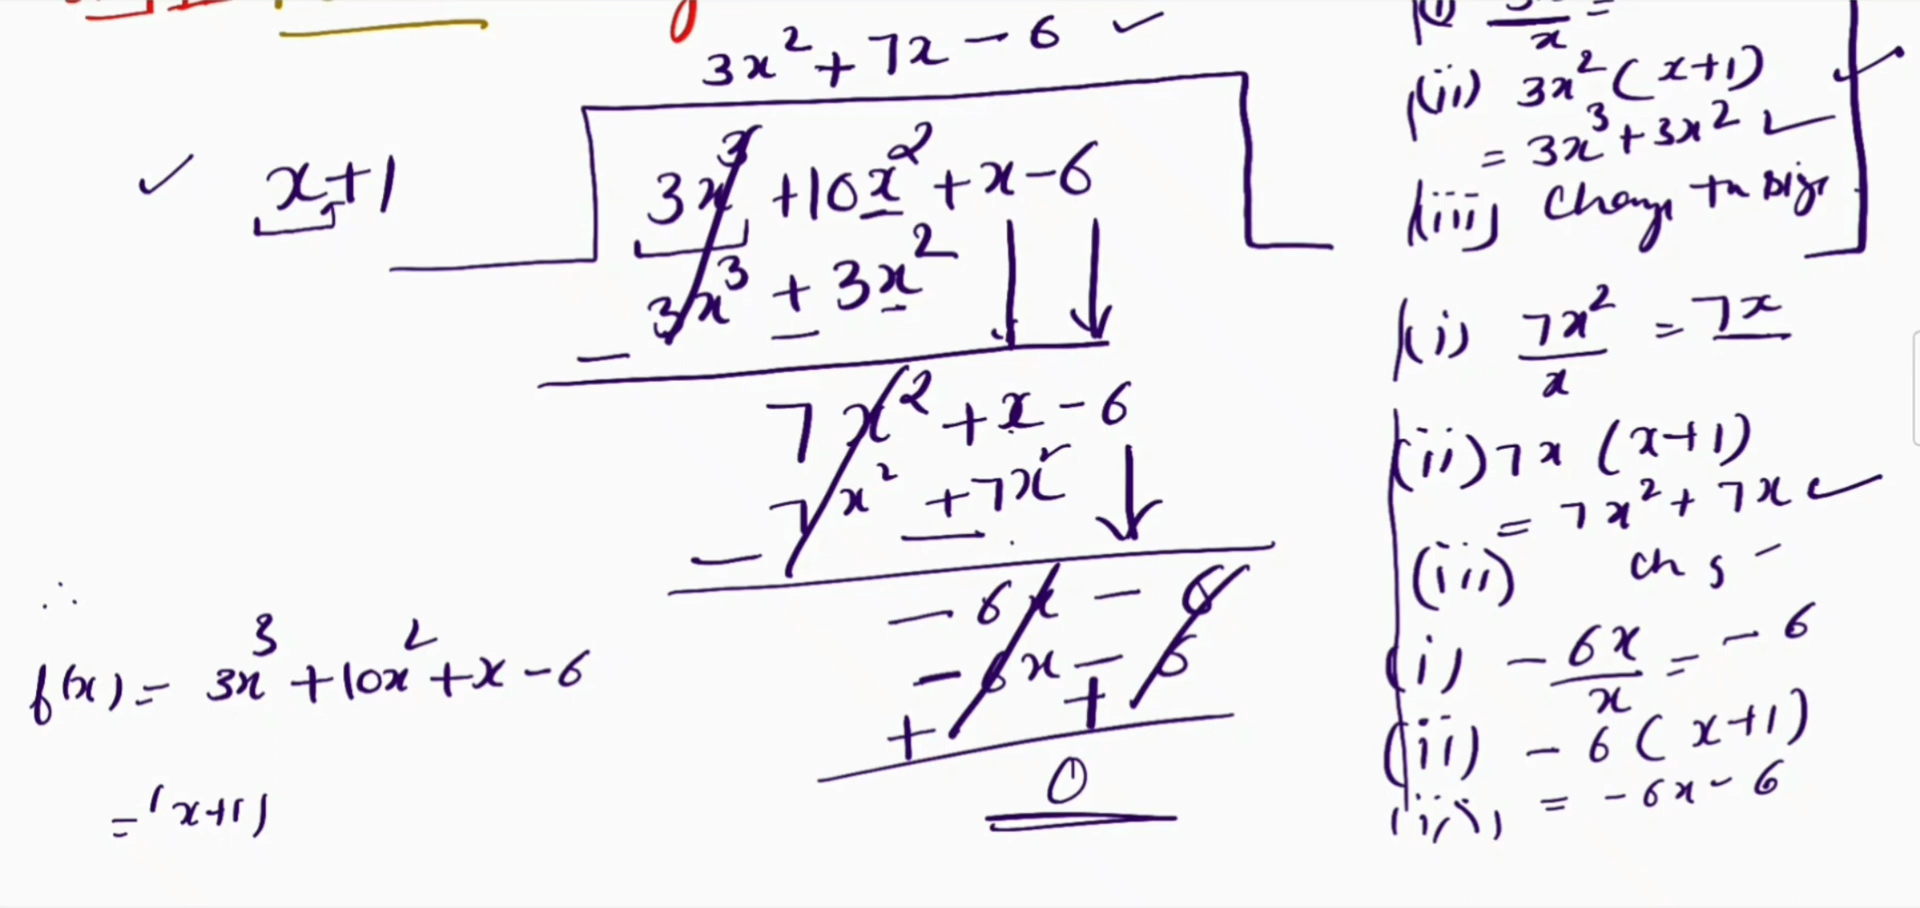 3x² + 7x - 6 ✓
✓ x+1
3x³ + 10x² + x - 6
3x³ + 3x²
- -
7x² + x - 6
7x² + 7x
- -
- 6x - 6
- 6x - 6
+ +
0
∴
f(x) = 3x³ + 10x² + x - 6
= (x+1)
(i) 3x³/x =
(ii) 3x² (x+1)
= 3x³ + 3x² ✓
(iii) Change the sign
(i) 7x²/x = 7x
(ii) 7x (x+1)
= 7x² + 7x ✓
(iii) ch s -
(i) -6x/x = -6
(ii) -6 (x+1)
(iii) = -6x - 6